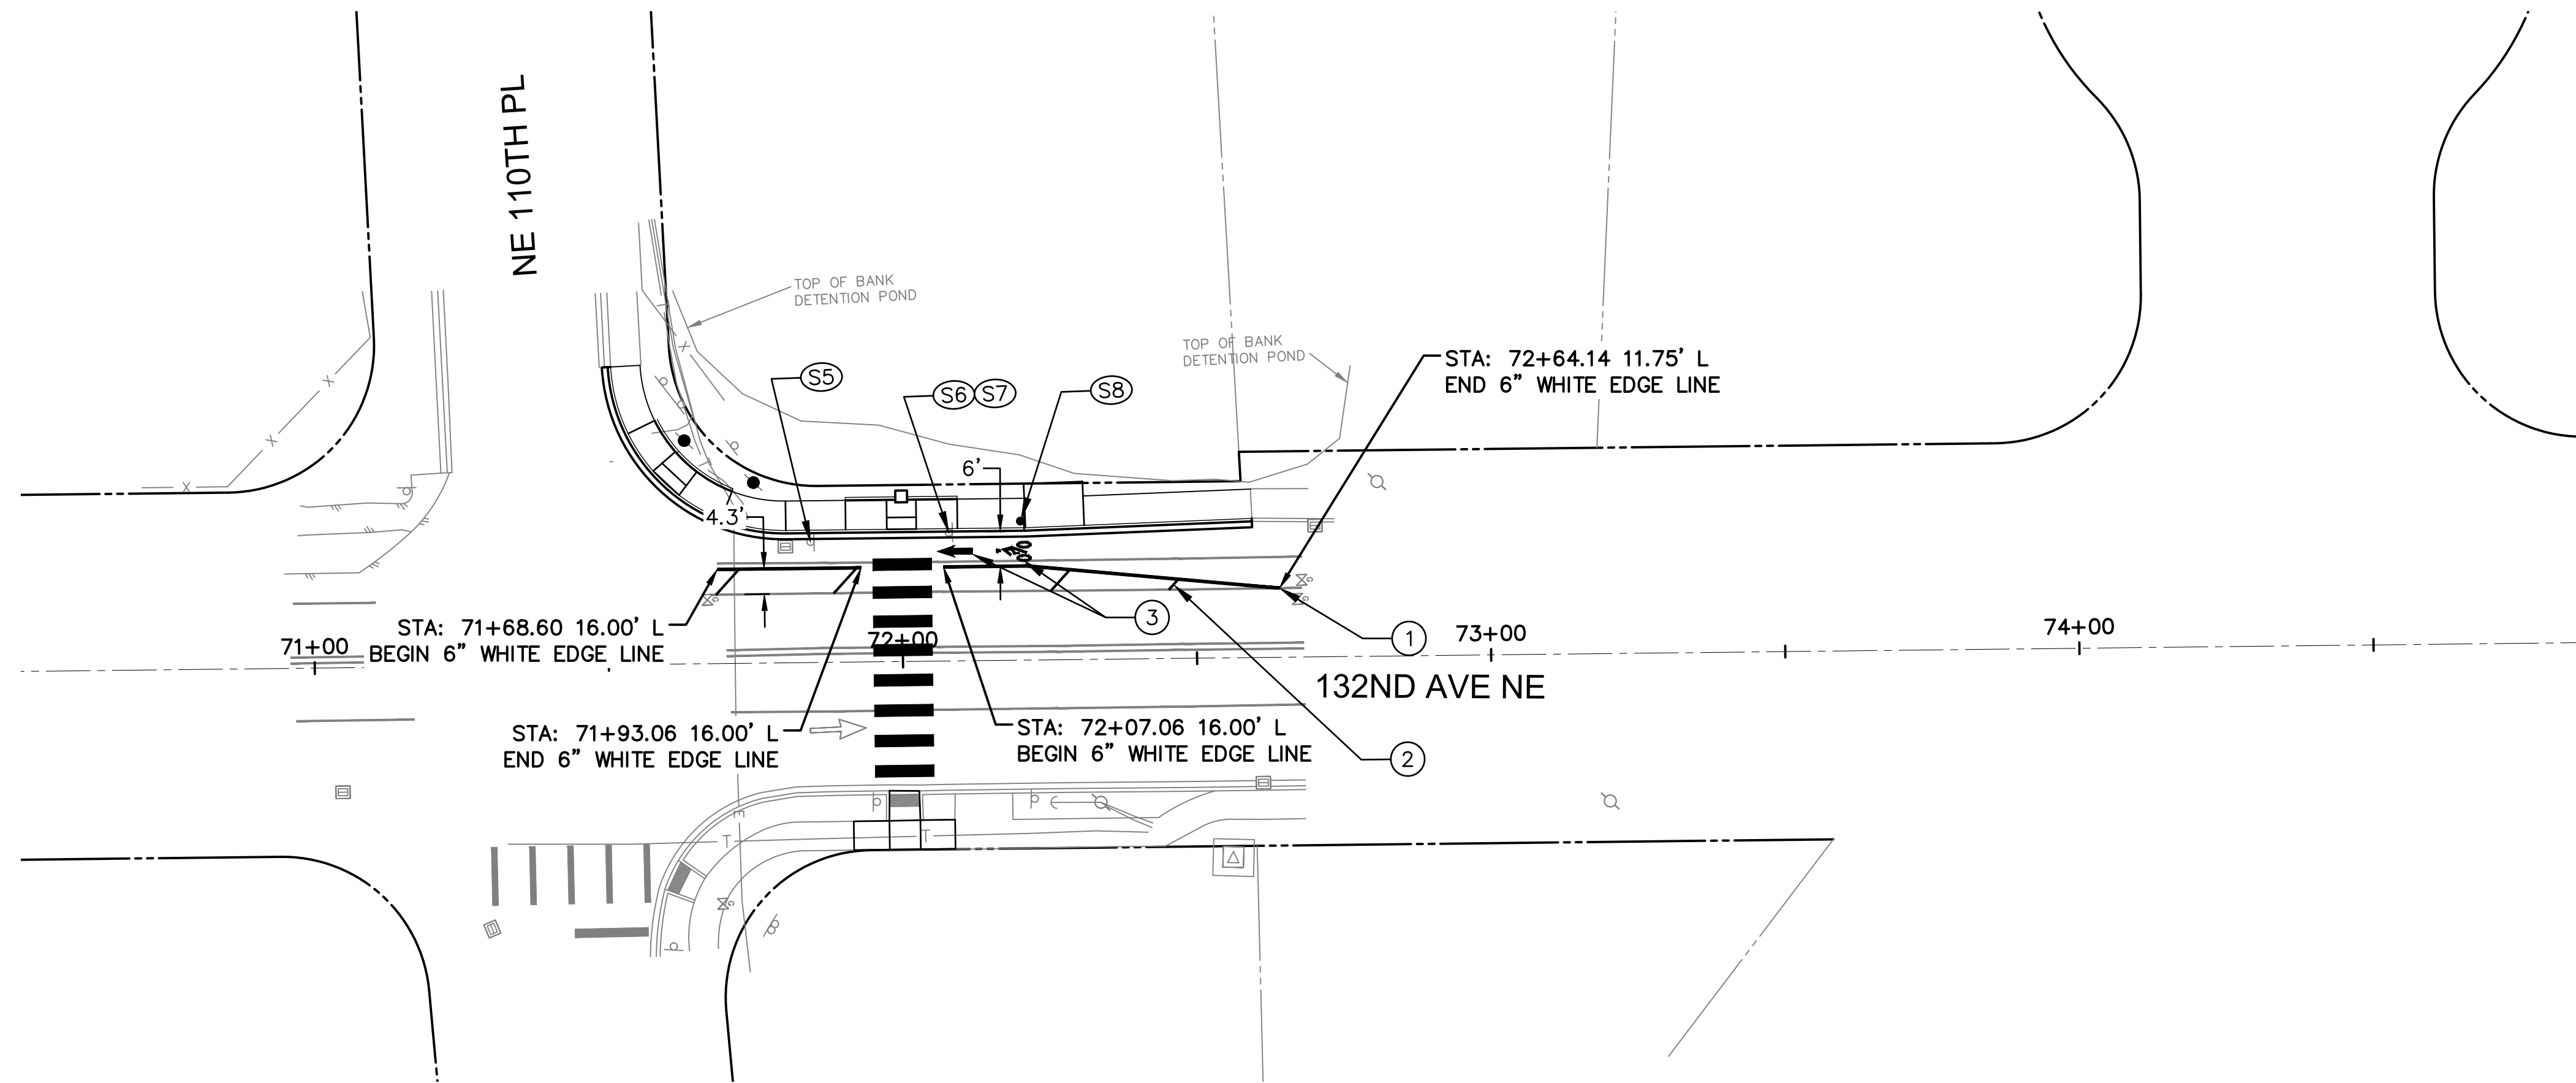 NE 110TH PL
TOP OF BANK
DETENTION POND
TOP OF BANK
DETENTION POND
STA: 72+64.14 11.75' L
END 6" WHITE EDGE LINE
S5
S6
S7
S8
6'
4.3'
3
STA: 71+68.60 16.00' L
BEGIN 6" WHITE EDGE LINE
71+00
72+00
1
73+00
74+00
132ND AVE NE
STA: 71+93.06 16.00' L
END 6" WHITE EDGE LINE
STA: 72+07.06 16.00' L
BEGIN 6" WHITE EDGE LINE
2
X
X
X
X
G
G
G
G
T
T
E